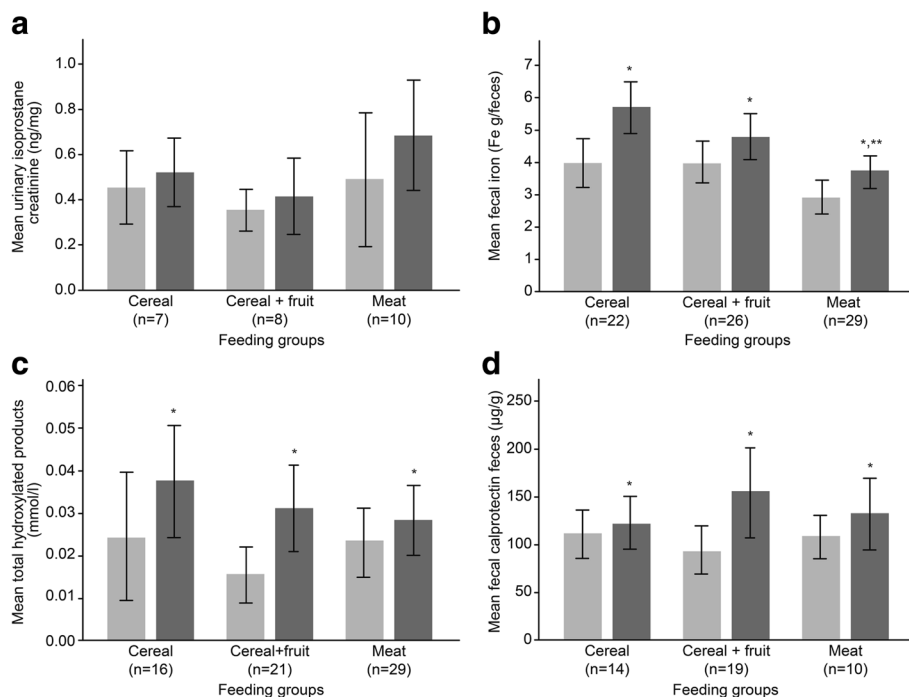 a
Mean urinary isoprostane
creatinine (ng/mg)
1.0
0.8
0.6
0.4
0.2
0.0
Cereal
(n=7)
Cereal + fruit
(n=8)
Meat
(n=10)
Feeding groups
b
Mean fecal iron (Fe g/feces)
7
6
5
4
3
2
1
0
*
*
*,**
Cereal
(n=22)
Cereal + fruit
(n=26)
Meat
(n=29)
Feeding groups
c
Mean total hydroxylated products
(mmol/l)
0.06
0.05
0.04
0.03
0.02
0.01
0.00
*
*
*
Cereal
(n=16)
Cereal+fruit
(n=21)
Meat
(n=29)
Feeding groups
d
Mean fecal calprotectin feces (µg/g)
250
200
150
100
50
0
*
*
*
Cereal
(n=14)
Cereal + fruit
(n=19)
Meat
(n=10)
Feeding groups